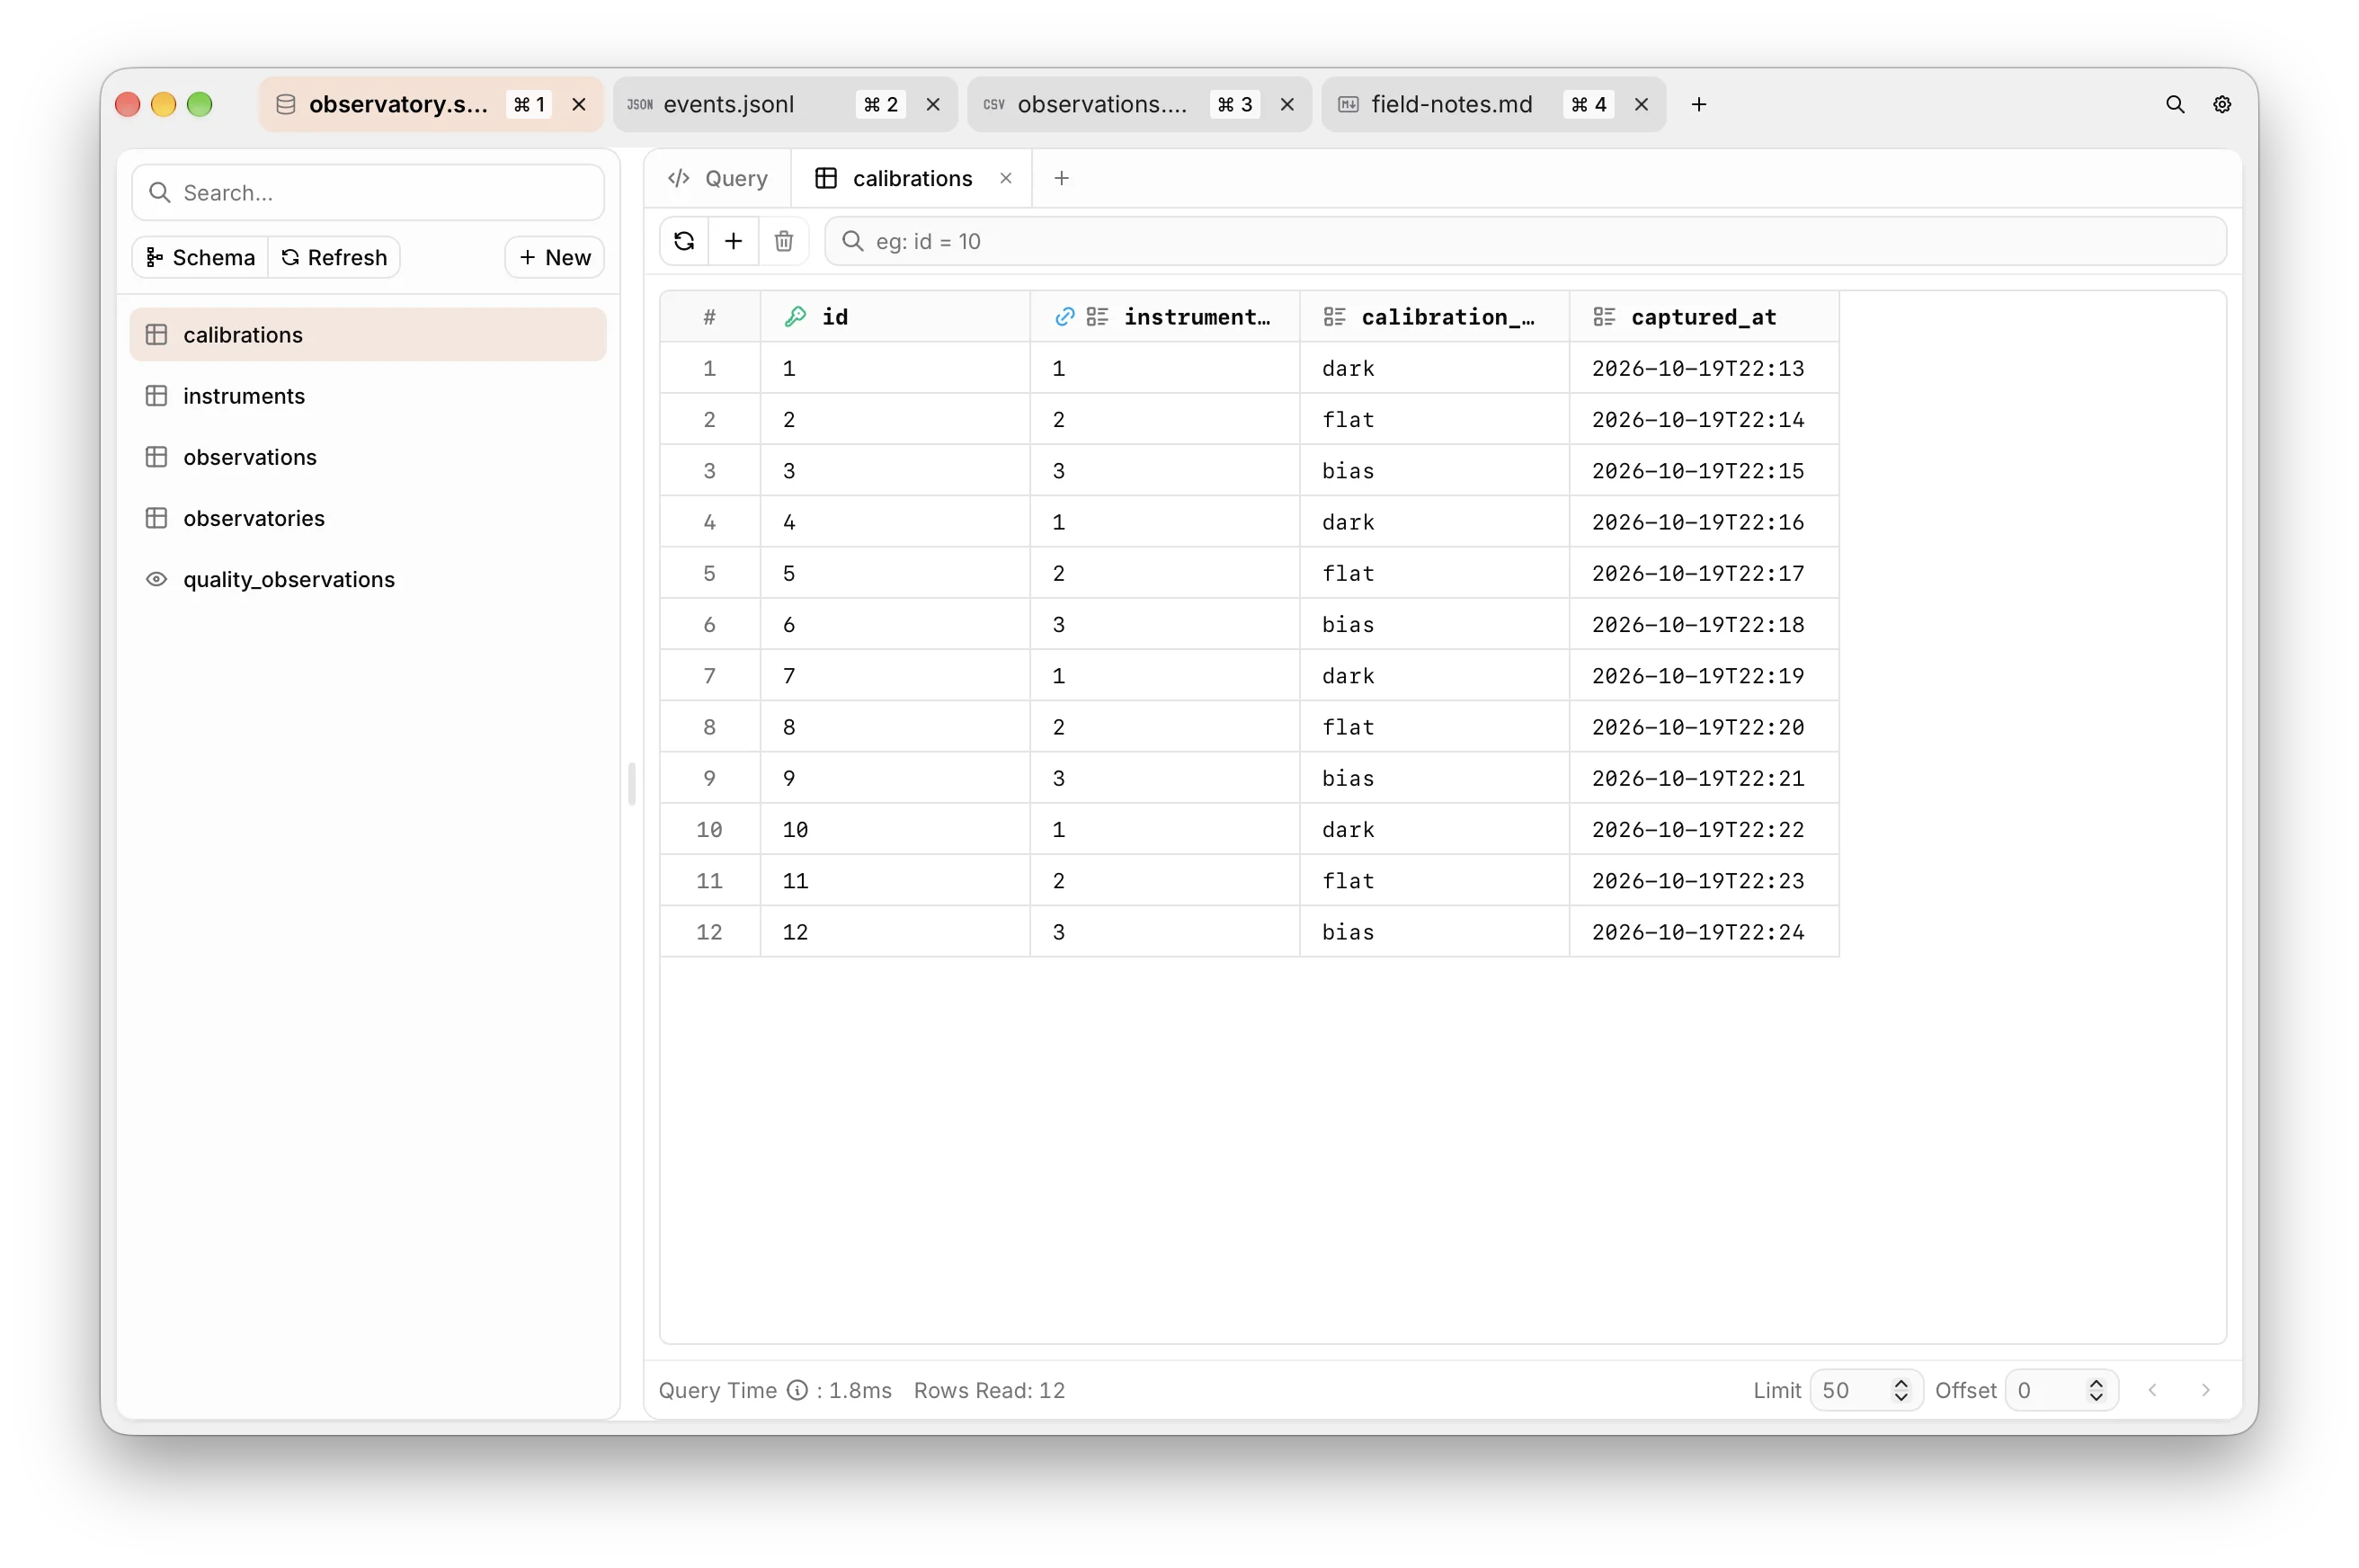 observatory.s... ⌘ 1 JSON events.jsonl ⌘ 2 CSV observations.... ⌘ 3 field-notes.md ⌘ 4
Search...
Schema Refresh New
calibrations
instruments
observations
observatories
quality_observations
Query calibrations
eg: id = 10
# id instrument… calibration_… captured_at
1 1 1 dark 2026-10-19T22:13
2 2 2 flat 2026-10-19T22:14
3 3 3 bias 2026-10-19T22:15
4 4 1 dark 2026-10-19T22:16
5 5 2 flat 2026-10-19T22:17
6 6 3 bias 2026-10-19T22:18
7 7 1 dark 2026-10-19T22:19
8 8 2 flat 2026-10-19T22:20
9 9 3 bias 2026-10-19T22:21
10 10 1 dark 2026-10-19T22:22
11 11 2 flat 2026-10-19T22:23
12 12 3 bias 2026-10-19T22:24
Query Time : 1.8ms Rows Read: 12 Limit 50 Offset 0